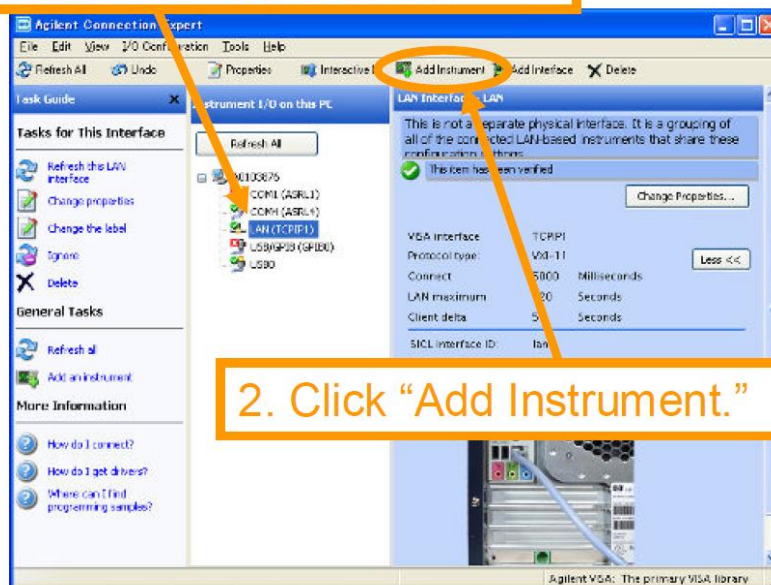 Agilent Connection Expert
File Edit View I/O Configuration Tools Help
Refresh All Undo Properties Interactive Add Instrument Add Interface Delete
Task Guide
Tasks for This Interface
Refresh this LAN
interface
Change properties
Change the label
Ignore
Delete
General Tasks
Refresh all
Add an instrument
More Information
How do I connect?
How do I get drivers?
Where can I find
programming samples?
Instrument I/O on this PC
Refresh All
COM1 (ASRL1)
COM4 (ASRL4)
LAN (TCPIP1)
USB/GPIB (GPIB0)
USB0
LAN Interface - LAN
This is not a separate physical interface. It is a grouping of
all of the connected LAN-based instruments that share these
configuration settings.
This item has been verified
Change Properties...
VISA interface TCPIP1
Protocol type: VXI-11
Less <<
Connect 5000 Milliseconds
LAN maximum Seconds
Client delta Seconds
SICL interface ID: lan
2. Click “Add Instrument.”
Agilent VISA: The primary VISA library